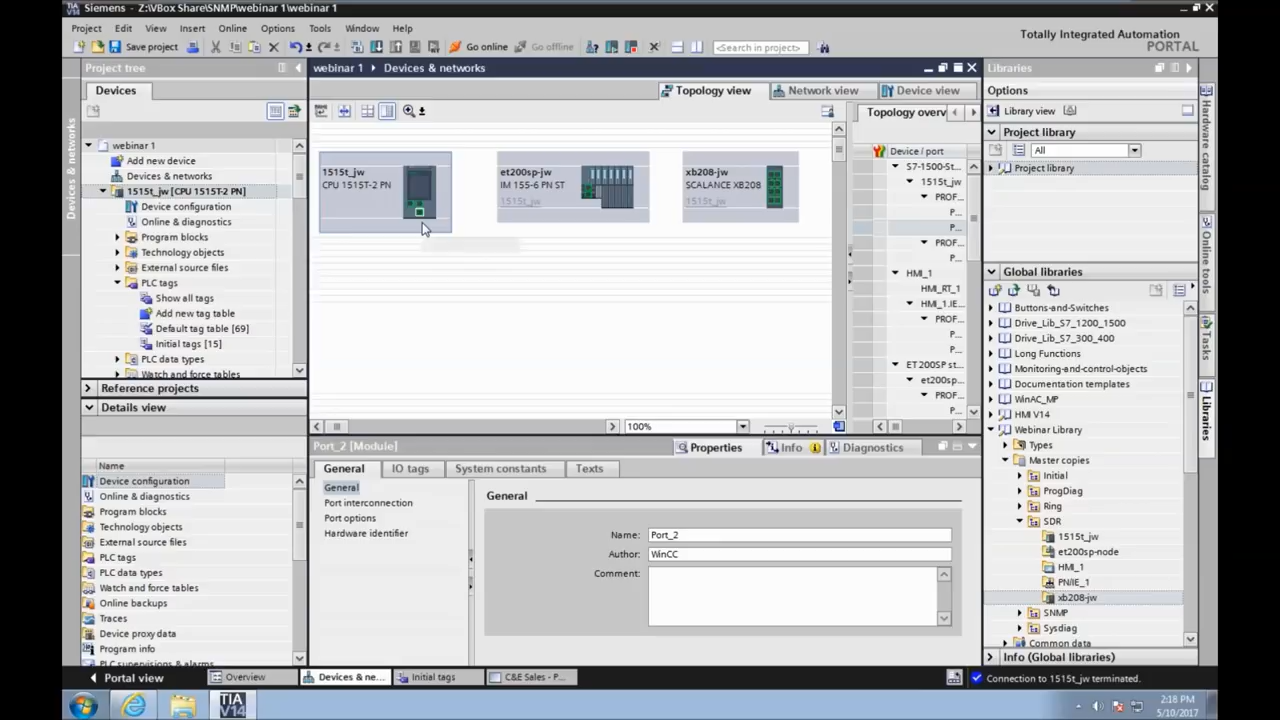 TIA V14 Siemens - Z:\VBox Share\SNMP\webinar 1\webinar 1
Project Edit View Insert Online Options Tools Window Help
Totally Integrated Automation
PORTAL
Save project
Go online Go offline
<Search in project>
Project tree
webinar 1 Devices & networks
Libraries
Devices
Topology view Network view Device view
Options
Library view
Devices & networks
Topology overv
Project library
All
Project library
webinar 1
Add new device
Devices & networks
1515t_jw [CPU 1515T-2 PN]
Device configuration
Online & diagnostics
Program blocks
Technology objects
External source files
PLC tags
Show all tags
Add new tag table
Default tag table [69]
Initial tags [15]
PLC data types
Watch and force tables
Reference projects
Details view
1515t_jw
CPU 1515T-2 PN
et200sp-jw
IM 155-6 PN ST
1515t_jw
xb208-jw
SCALANCE XB208
1515t_jw
Device / port
S7-1500-St...
1515t_jw
PROF...
P...
P...
PROF...
P...
HMI_1
HMI_RT_1
HMI_1.IE...
PROF...
P...
P...
ET 200SP st...
et200sp...
PROF...
P...
100%
Global libraries
Buttons-and-Switches
Drive_Lib_S7_1200_1500
Drive_Lib_S7_300_400
Long Functions
Monitoring-and-control-objects
Documentation templates
WinAC_MP
HMI V14
Webinar Library
Types
Master copies
Initial
ProgDiag
Ring
SDR
1515t_jw
et200sp-node
HMI_1
PN/IE_1
xb208-jw
SNMP
Sysdiag
Common data
Info (Global libraries)
Hardware catalog
Online tools
Tasks
Libraries
Name
Device configuration
Online & diagnostics
Program blocks
Technology objects
External source files
PLC tags
PLC data types
Watch and force tables
Online backups
Traces
Device proxy data
Program info
PLC supervisions & alarms
Port_2 [Module]
Properties Info Diagnostics
General IO tags System constants Texts
General
Port interconnection
Port options
Hardware identifier
General
Name: Port_2
Author: WinCC
Comment:
Portal view Overview Devices & ne... Initial tags C&E Sales - P...
Connection to 1515t_jw terminated.
TIA
V14
2:18 PM
5/10/2017